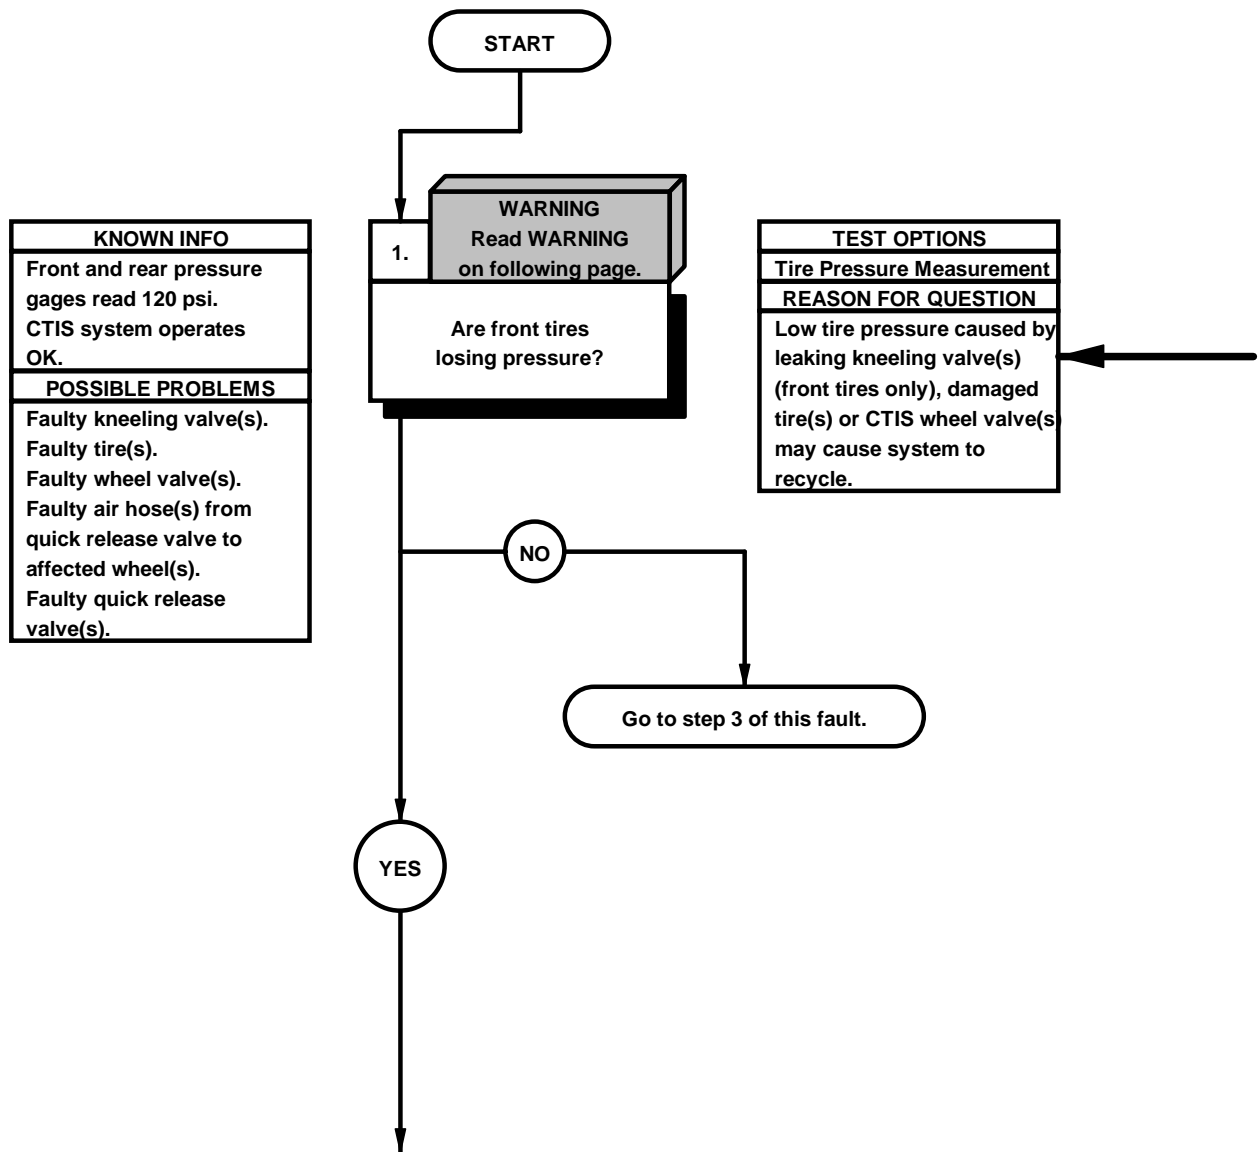 START
KNOWN INFO
Front and rear pressure
gages read 120 psi.
CTIS system operates
OK.
POSSIBLE PROBLEMS
Faulty kneeling valve(s).
Faulty tire(s).
Faulty wheel valve(s).
Faulty air hose(s) from
quick release valve to
affected wheel(s).
Faulty quick release
valve(s).
1.
WARNING
Read WARNING
on following page.
Are front tires
losing pressure?
TEST OPTIONS
Tire Pressure Measurement
REASON FOR QUESTION
Low tire pressure caused by
leaking kneeling valve(s)
(front tires only), damaged
tire(s) or CTIS wheel valve(s)
may cause system to
recycle.
NO
Go to step 3 of this fault.
YES